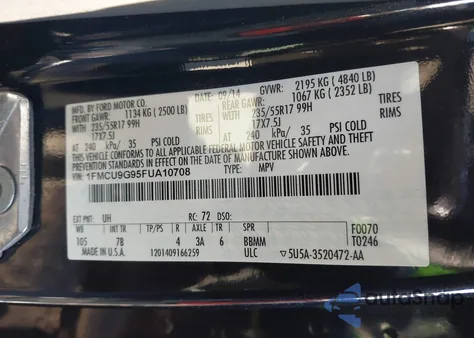 MFD. BY FORD MOTOR CO.
DATE: 09/14
GVWR: 2195 KG ( 4840 LB)
FRONT GAWR: 1134 KG ( 2500 LB)
REAR GAWR: 1067 KG ( 2352 LB)
WITH 235/55R17 99H TIRES
WITH 235/55R17 99H TIRES
17X7.5J RIMS
17X7.5J RIMS
AT 240 kPa/ 35 PSI COLD
AT 240 kPa/ 35 PSI COLD
THIS VEHICLE CONFORMS TO ALL APPLICABLE FEDERAL MOTOR VEHICLE SAFETY AND THEFT PREVENTION STANDARDS IN EFFECT ON THE DATE OF MANUFACTURE SHOWN ABOVE.
VIN: 1FMCU9G95FUA10708
TYPE: MPV
EXT PNT: UH RC: 72 DSO: F0070
WB TP/PS R AXLE TR SPR T0246
105 7B 4 3A 6 BBMM
MADE IN U.S.A. 1201409166259 ULC 5U5A-3520472-AA
autoSnap